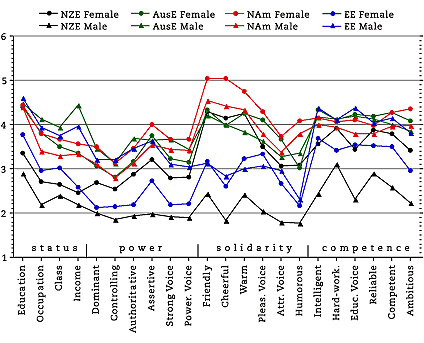 NZE Female AusE Female NAm Female EE Female
NZE Male AusE Male NAm Male EE Male
6
5
4
3
2
1
status power solidarity competence
Education
Occupation
Class
Income
Dominant
Controlling
Authoritative
Assertive
Strong Voice
Power. Voice
Friendly
Cheerful
Warm
Pleas. Voice
Attr. Voice
Humorous
Intelligent
Hard-work.
Educ. Voice
Reliable
Competent
Ambitious